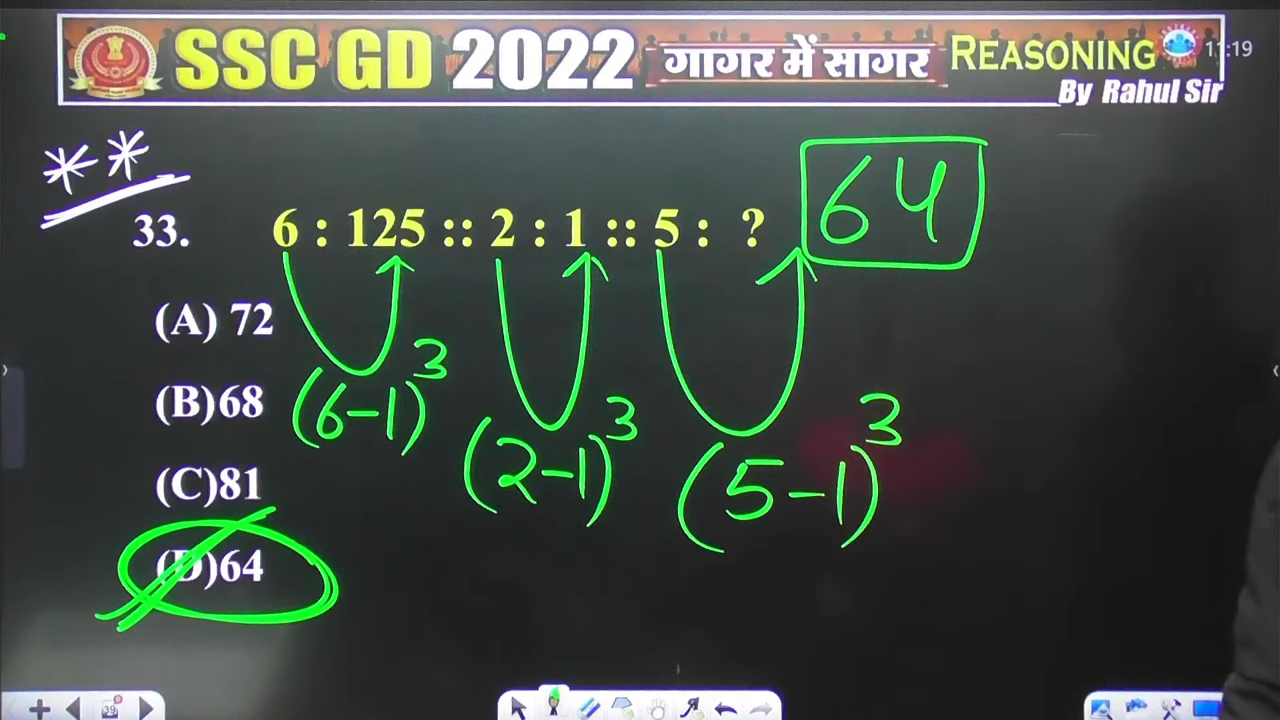 SSC GD 2022 गागर में सागर REASONING 11:19
By Rahul Sir
33. 6 : 125 :: 2 : 1 :: 5 : ? 64
(A) 72
(B)68 (6-1)³
(C)81 (2-1)³ (5-1)³
(D)64
39